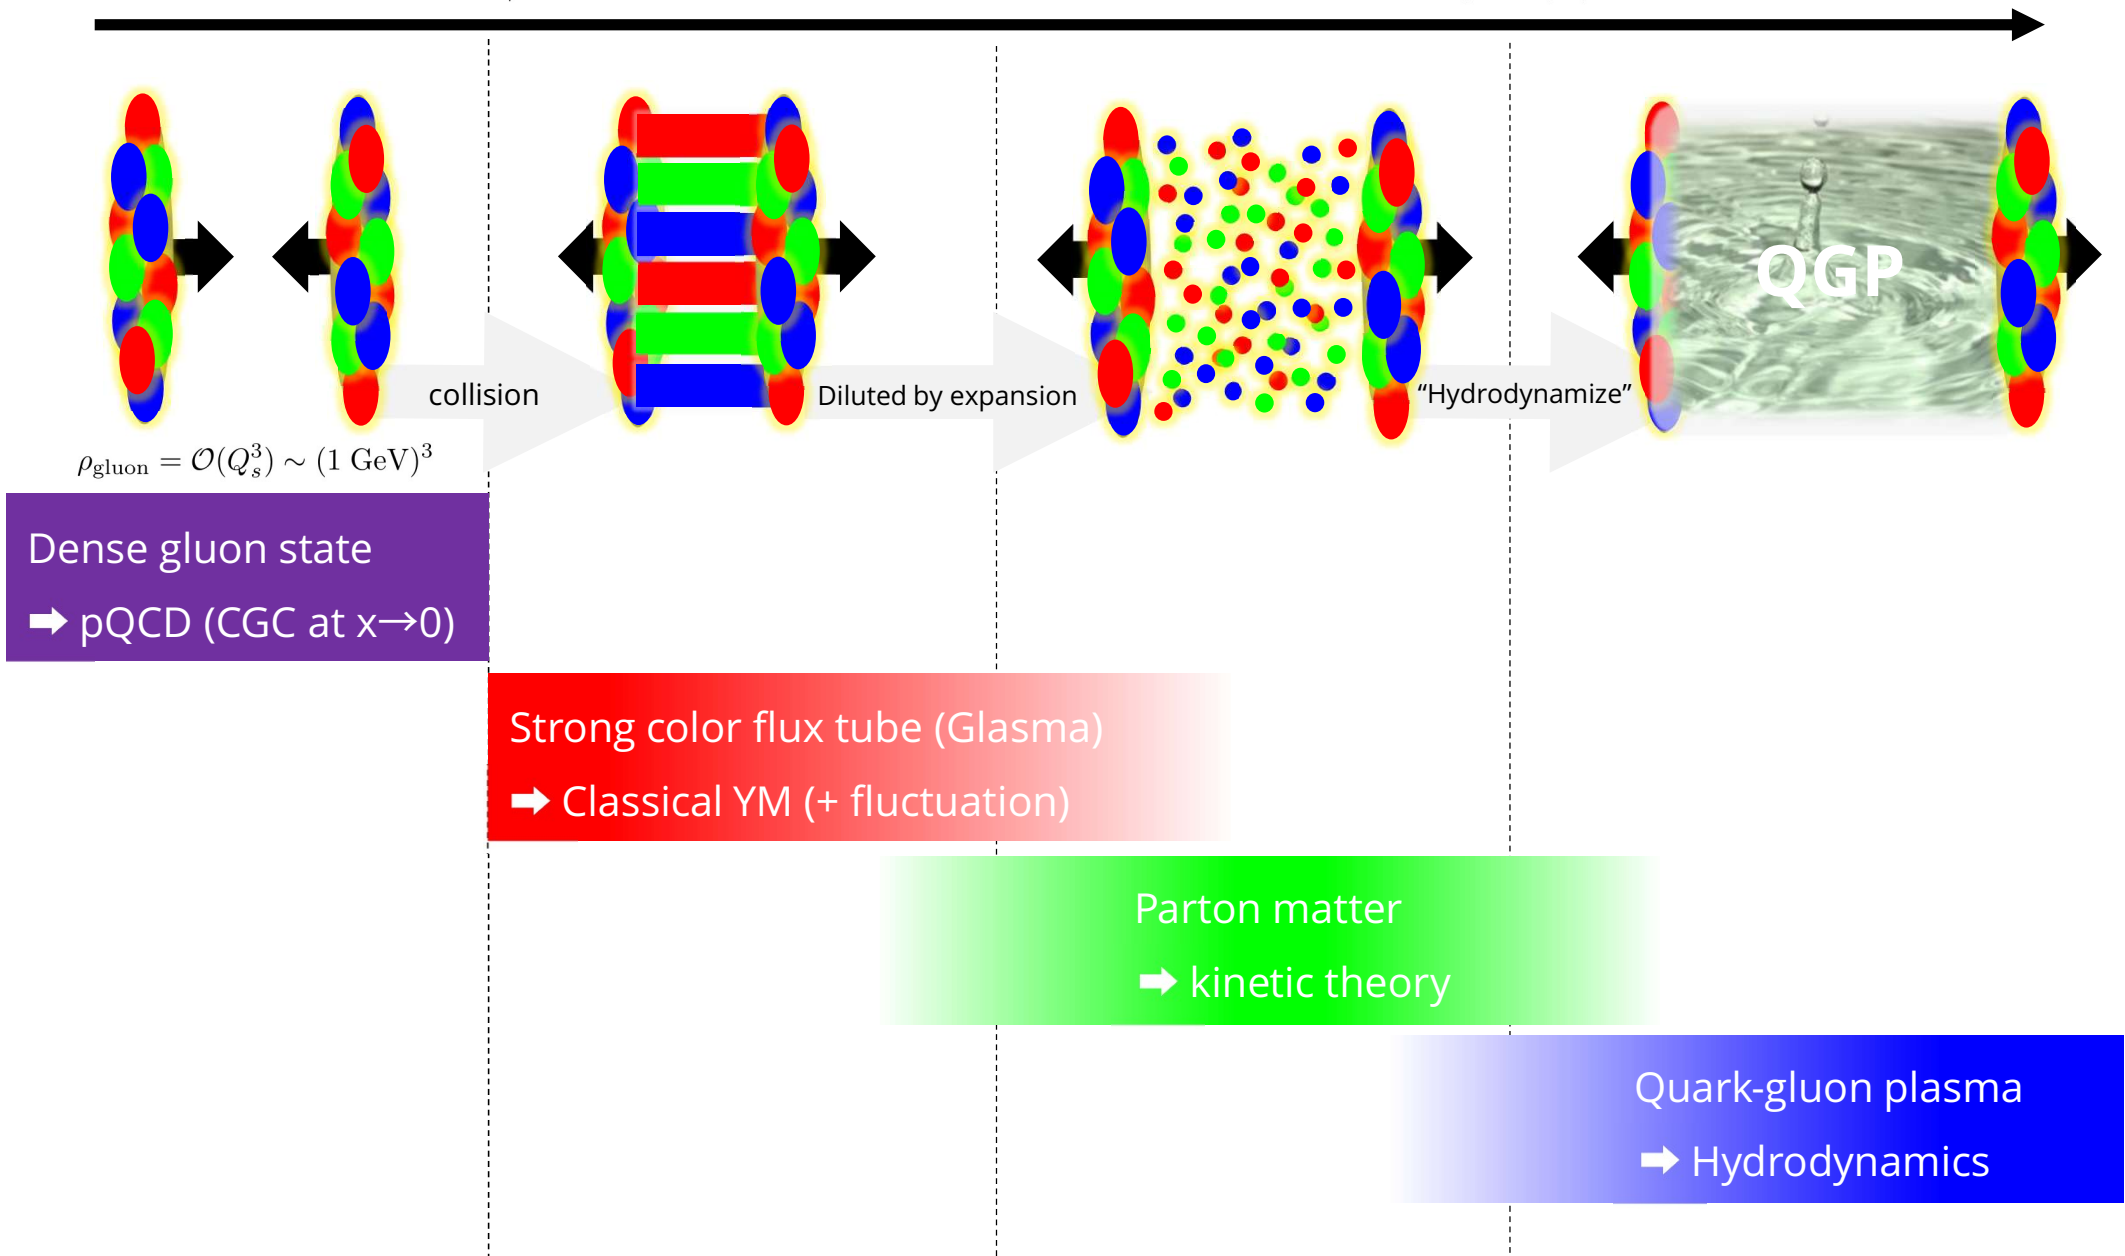 collision
Diluted by expansion
“Hydrodynamize”
QGP
ρ_gluon = 𝒪(Q_s^3) ∼ (1 GeV)^3
Dense gluon state
➡ pQCD (CGC at x→0)
Strong color flux tube (Glasma)
➡ Classical YM (+ fluctuation)
Parton matter
➡ kinetic theory
Quark-gluon plasma
➡ Hydrodynamics